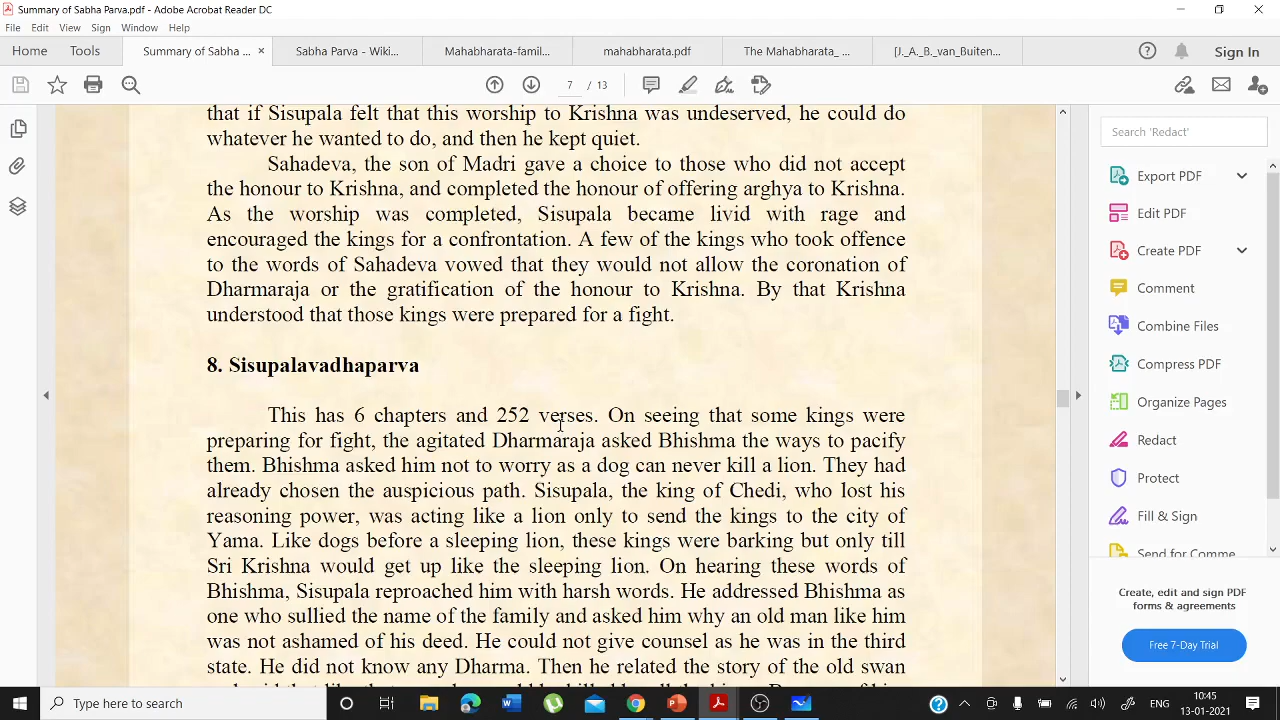 Summary of Sabha Parva.pdf - Adobe Acrobat Reader DC
File Edit View Sign Window Help
Home Tools Summary of Sabha ... × Sabha Parva - Wiki... Mahabharata-famil... mahabharata.pdf The Mahabharata_ ... [J._A._B._van_Buiten... Sign In
7 / 13
that if Sisupala felt that this worship to Krishna was undeserved, he could do
whatever he wanted to do, and then he kept quiet.
Sahadeva, the son of Madri gave a choice to those who did not accept
the honour to Krishna, and completed the honour of offering arghya to Krishna.
As the worship was completed, Sisupala became livid with rage and
encouraged the kings for a confrontation. A few of the kings who took offence
to the words of Sahadeva vowed that they would not allow the coronation of
Dharmaraja or the gratification of the honour to Krishna. By that Krishna
understood that those kings were prepared for a fight.
8. Sisupalavadhaparva
This has 6 chapters and 252 verses. On seeing that some kings were
preparing for fight, the agitated Dharmaraja asked Bhishma the ways to pacify
them. Bhishma asked him not to worry as a dog can never kill a lion. They had
already chosen the auspicious path. Sisupala, the king of Chedi, who lost his
reasoning power, was acting like a lion only to send the kings to the city of
Yama. Like dogs before a sleeping lion, these kings were barking but only till
Sri Krishna would get up like the sleeping lion. On hearing these words of
Bhishma, Sisupala reproached him with harsh words. He addressed Bhishma as
one who sullied the name of the family and asked him why an old man like him
was not ashamed of his deed. He could not give counsel as he was in the third
state. He did not know any Dharma. Then he related the story of the old swan
Search 'Redact'
Export PDF
Edit PDF
Create PDF
Comment
Combine Files
Compress PDF
Organize Pages
Redact
Protect
Fill & Sign
Send for Comme
Create, edit and sign PDF
forms & agreements
Free 7-Day Trial
Type here to search
ENG
10:45
13-01-2021